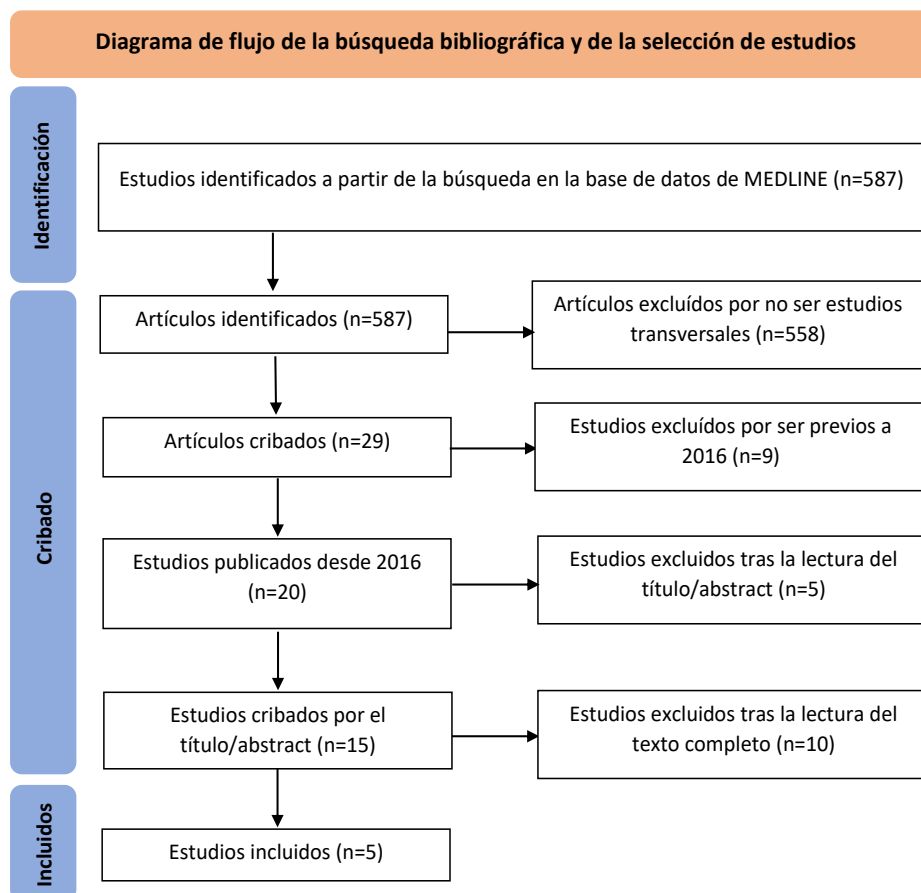 Diagrama de flujo de la búsqueda bibliográfica y de la selección de estudios
Identificación
Estudios identificados a partir de la búsqueda en la base de datos de MEDLINE (n=587)
Cribado
Artículos identificados (n=587)
Artículos excluídos por no ser estudios
transversales (n=558)
Artículos cribados (n=29)
Estudios excluídos por ser previos a
2016 (n=9)
Estudios publicados desde 2016
(n=20)
Estudios excluidos tras la lectura del
título/abstract (n=5)
Estudios cribados por el
título/abstract (n=15)
Estudios excluidos tras la lectura del
texto completo (n=10)
Incluidos
Estudios incluidos (n=5)